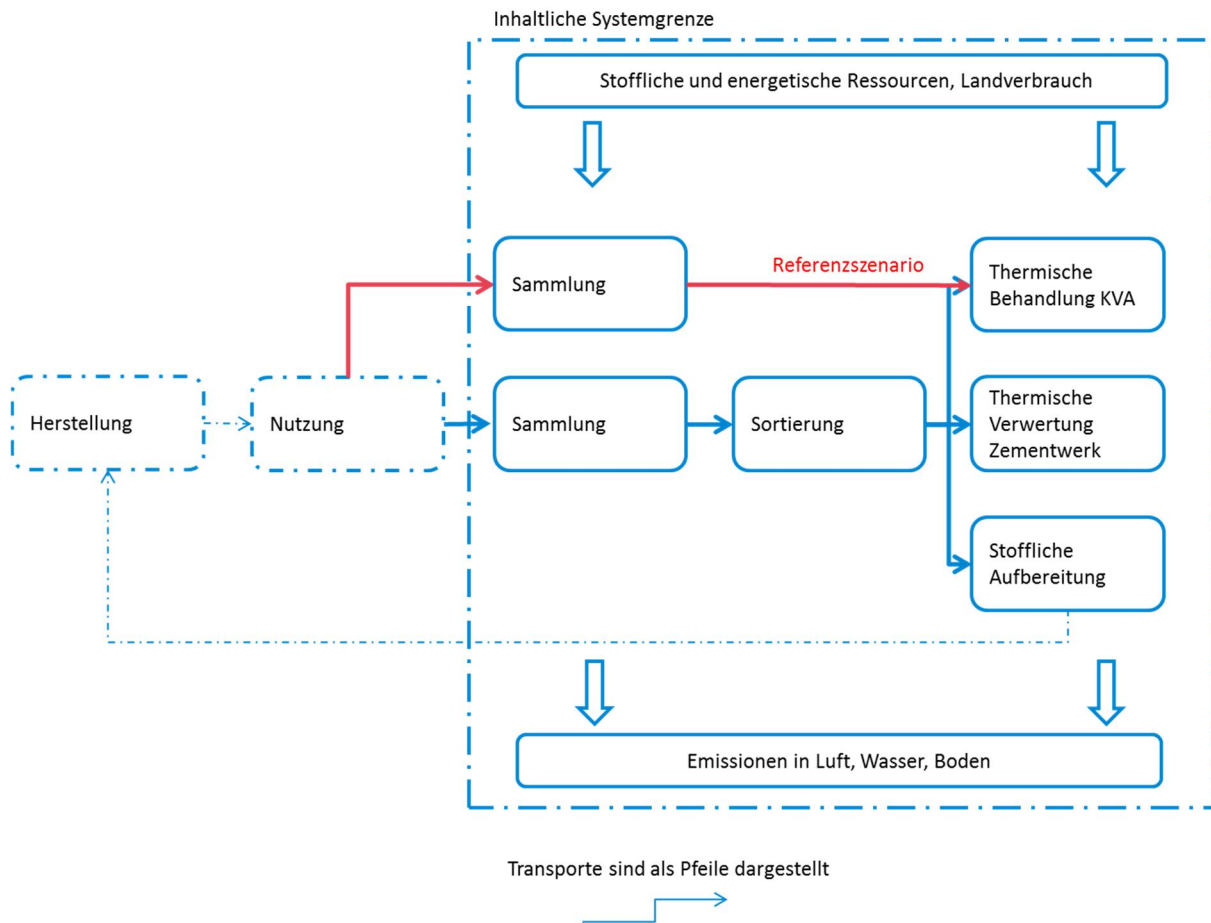 Inhaltliche Systemgrenze
Stoffliche und energetische Ressourcen, Landverbrauch
Sammlung
Referenzszenario
Thermische
Behandlung KVA
Herstellung
Nutzung
Sammlung
Sortierung
Thermische
Verwertung
Zementwerk
Stoffliche
Aufbereitung
Emissionen in Luft, Wasser, Boden
Transporte sind als Pfeile dargestellt